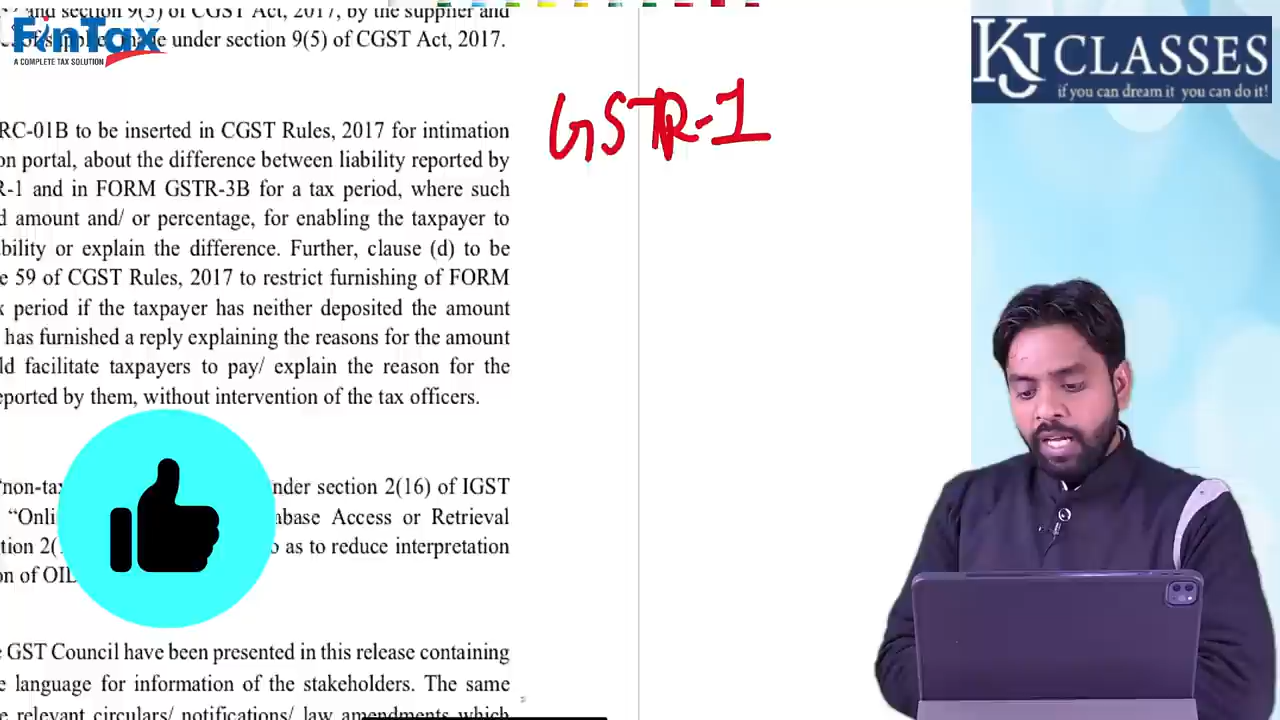 and section 9(5) of CGST Act, 2017, by the supplier and
made under section 9(5) of CGST Act, 2017.
FinTax
A COMPLETE TAX SOLUTION
KJ CLASSES
if you can dream it you can do it!
GSTR-1
RC-01B to be inserted in CGST Rules, 2017 for intimation
on portal, about the difference between liability reported by
R-1 and in FORM GSTR-3B for a tax period, where such
d amount and/ or percentage, for enabling the taxpayer to
bility or explain the difference. Further, clause (d) to be
e 59 of CGST Rules, 2017 to restrict furnishing of FORM
x period if the taxpayer has neither deposited the amount
has furnished a reply explaining the reasons for the amount
ld facilitate taxpayers to pay/ explain the reason for the
eported by them, without intervention of the tax officers.
"non-tax nder section 2(16) of IGST
"Onli abase Access or Retrieval
tion 2(1 o as to reduce interpretation
on of OID
e GST Council have been presented in this release containing
e language for information of the stakeholders. The same
e relevant circulars/ notifications/ law amendments which